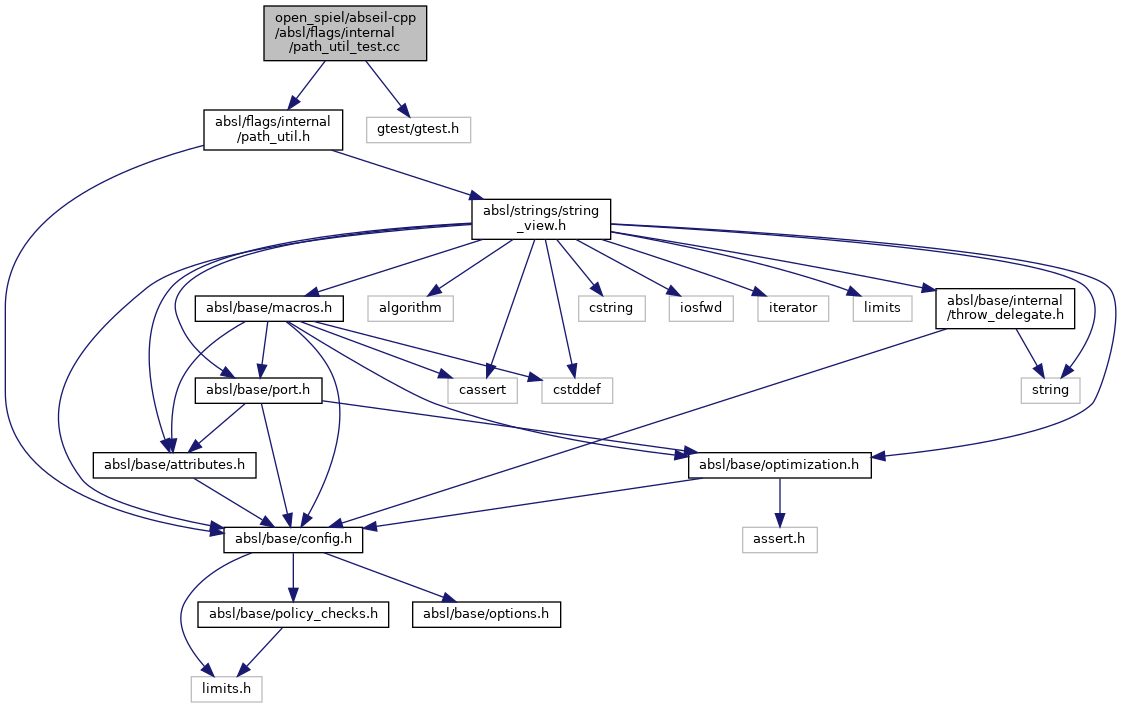 open_spiel/abseil-cpp
/absl/flags/internal
/path_util_test.cc
absl/flags/internal
/path_util.h
gtest/gtest.h
absl/strings/string
_view.h
absl/base/macros.h
algorithm
cstring
iosfwd
iterator
limits
absl/base/internal
/throw_delegate.h
absl/base/port.h
cassert
cstddef
string
absl/base/attributes.h
absl/base/optimization.h
absl/base/config.h
assert.h
absl/base/policy_checks.h
absl/base/options.h
limits.h